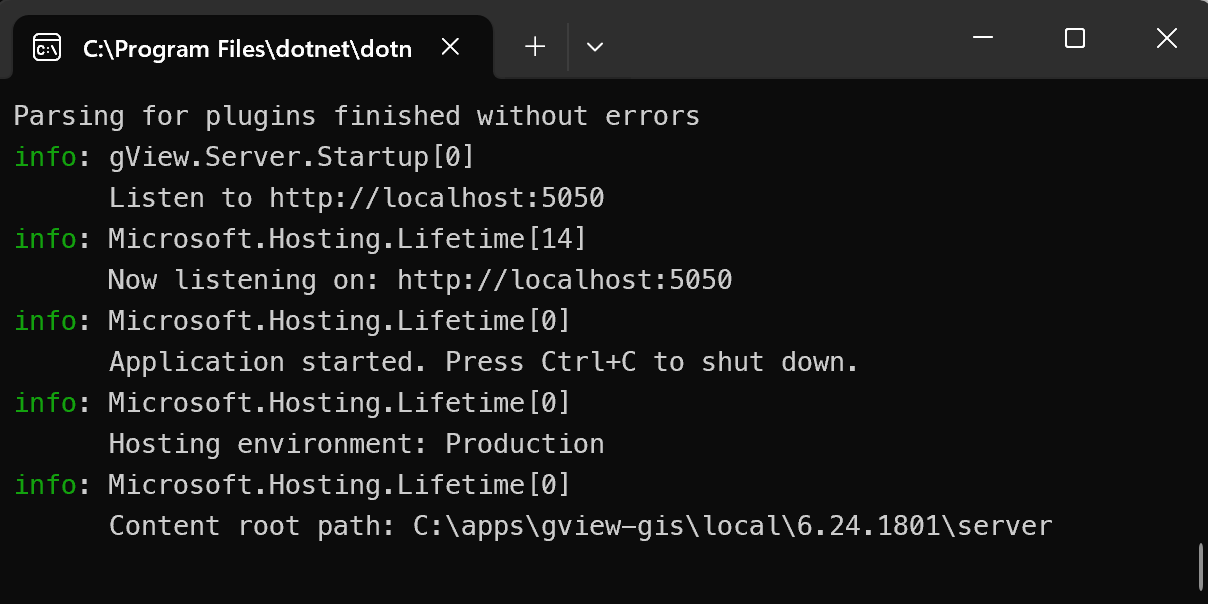 C:\Program Files\dotnet\dotn
Parsing for plugins finished without errors
info: gView.Server.Startup[0]
      Listen to http://localhost:5050
info: Microsoft.Hosting.Lifetime[14]
      Now listening on: http://localhost:5050
info: Microsoft.Hosting.Lifetime[0]
      Application started. Press Ctrl+C to shut down.
info: Microsoft.Hosting.Lifetime[0]
      Hosting environment: Production
info: Microsoft.Hosting.Lifetime[0]
      Content root path: C:\apps\gview-gis\local\6.24.1801\server